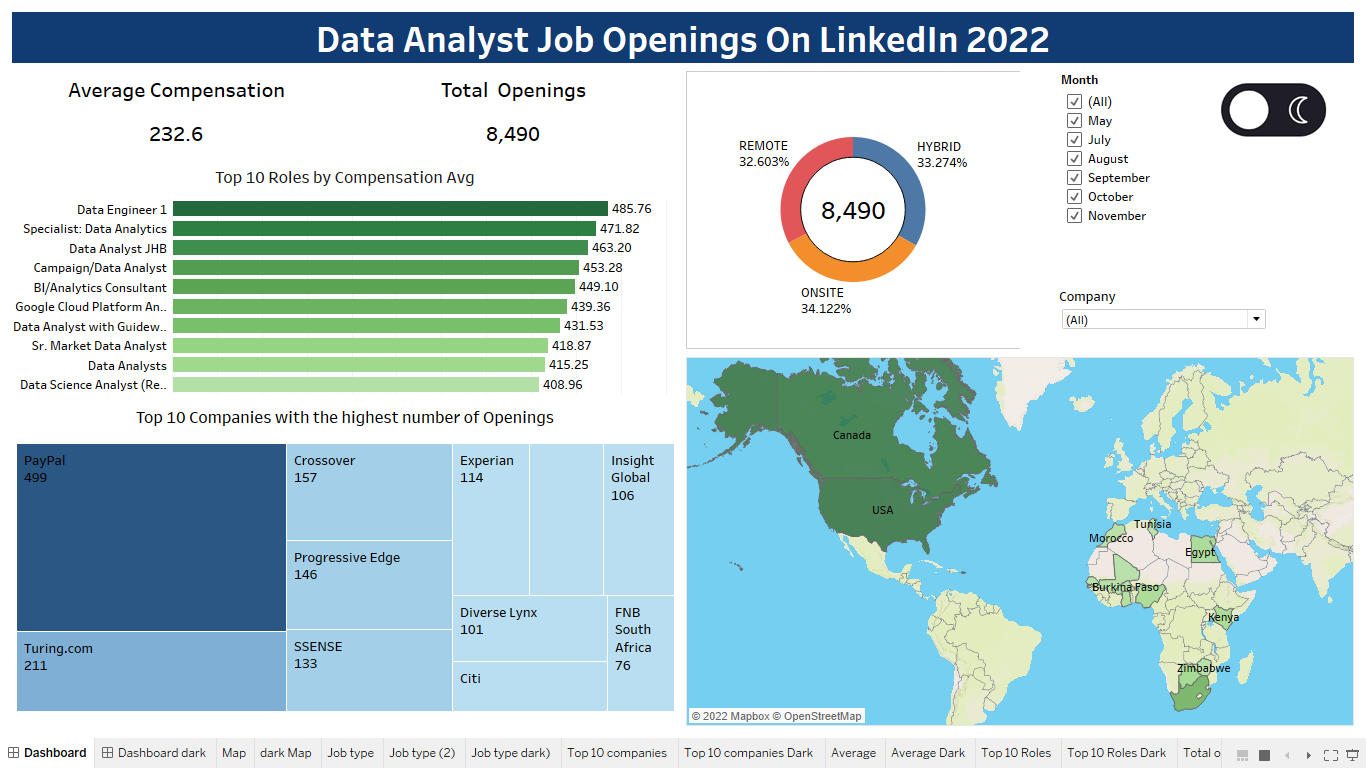 Data Analyst Job Openings On LinkedIn 2022
Average Compensation
232.6
Total Openings
8,490
Top 10 Roles by Compensation Avg
Data Engineer 1 485.76
Specialist: Data Analytics 471.82
Data Analyst JHB 463.20
Campaign/Data Analyst 453.28
BI/Analytics Consultant 449.10
Google Cloud Platform An.. 439.36
Data Analyst with Guidew.. 431.53
Sr. Market Data Analyst 418.87
Data Analysts 415.25
Data Science Analyst (Re.. 408.96
Top 10 Companies with the highest number of Openings
PayPal
499
Turing.com
211
Crossover
157
Progressive Edge
146
SSENSE
133
Experian
114
Insight
Global
106
Diverse Lynx
101
Citi
FNB
South
Africa
76
REMOTE
32.603%
HYBRID
33.274%
8,490
ONSITE
34.122%
Month
(All)
May
July
August
September
October
November
Company
(All)
Canada
USA
Tunisia
Morocco
Egypt
Burkina Faso
Kenya
Zimbabwe
© 2022 Mapbox © OpenStreetMap
Dashboard
Dashboard dark
Map
dark Map
Job type
Job type (2)
Job type dark)
Top 10 companies
Top 10 companies Dark
Average
Average Dark
Top 10 Roles
Top 10 Roles Dark
Total o